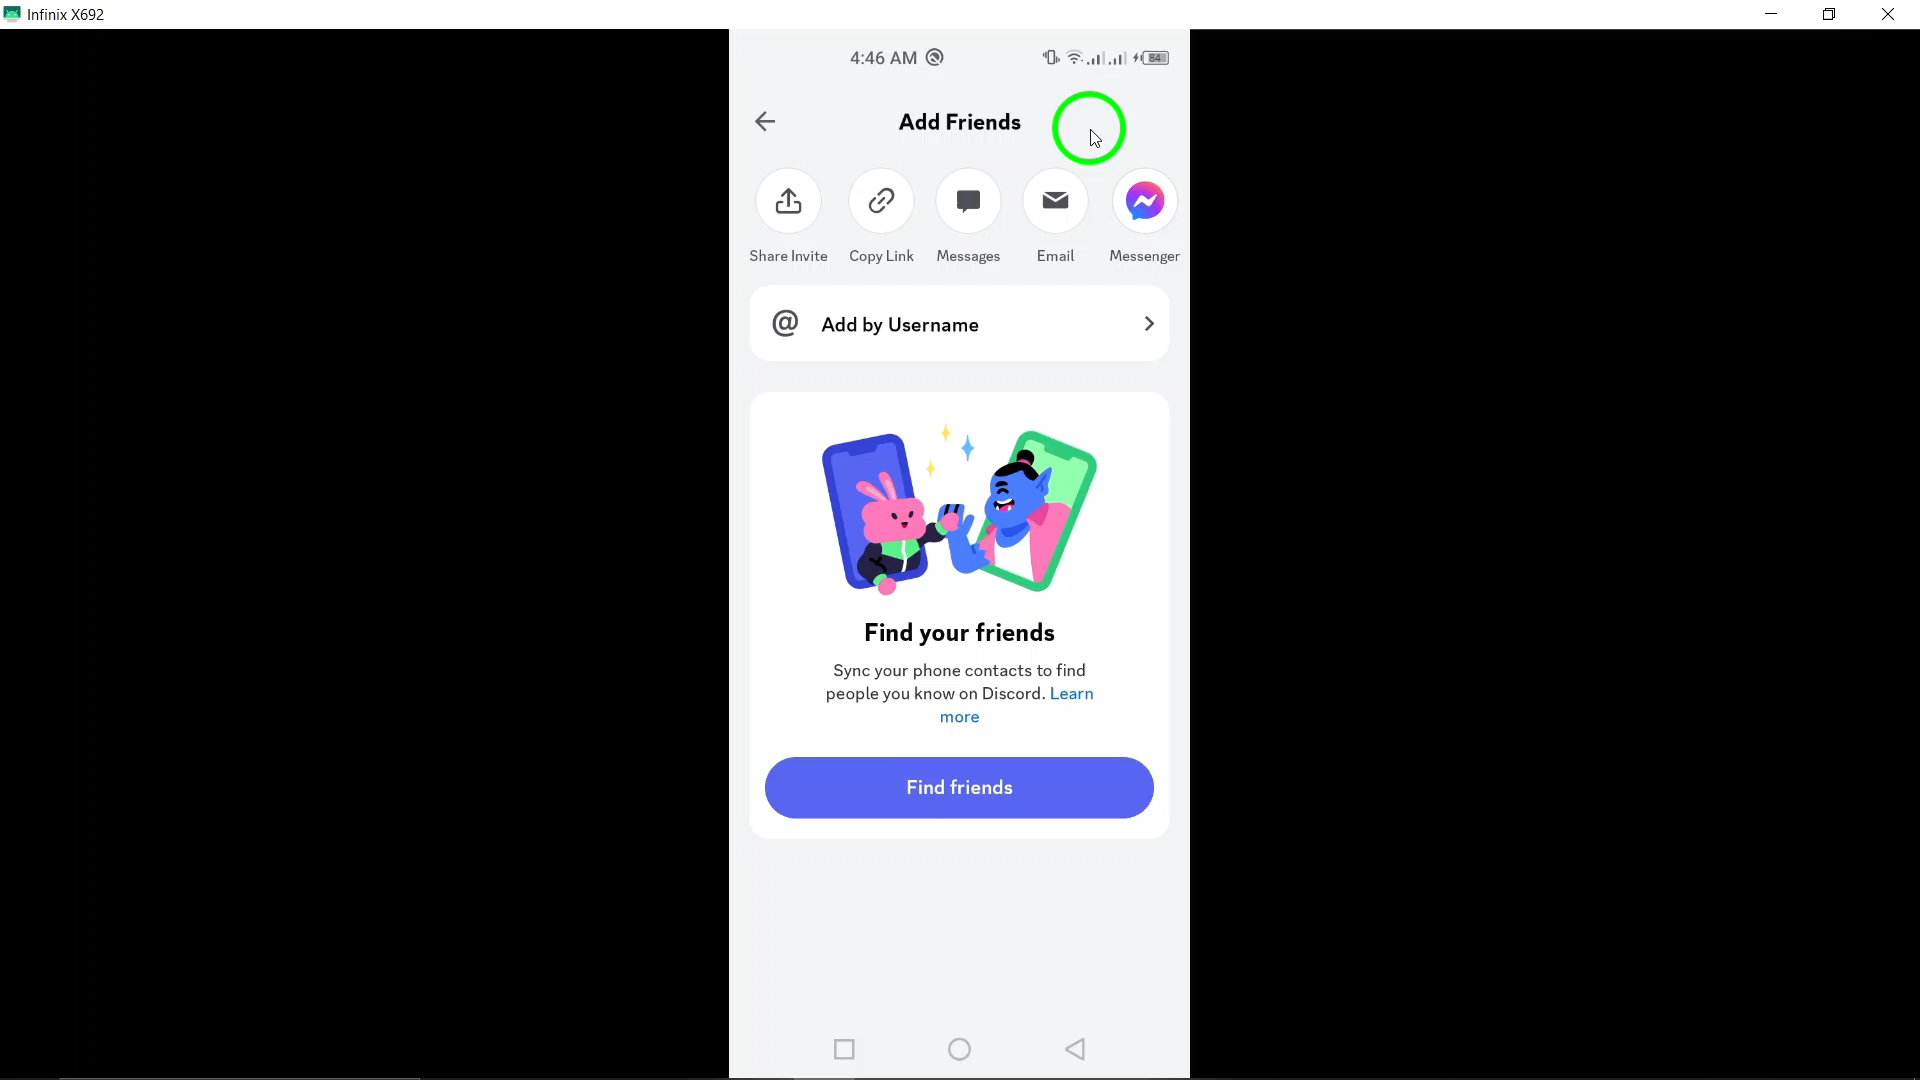 Infinix X692
4:46 AM
84
Add Friends
Share Invite
Copy Link
Messages
Email
Messenger
@ Add by Username
Find your friends
Sync your phone contacts to find
people you know on Discord. Learn
more
Find friends